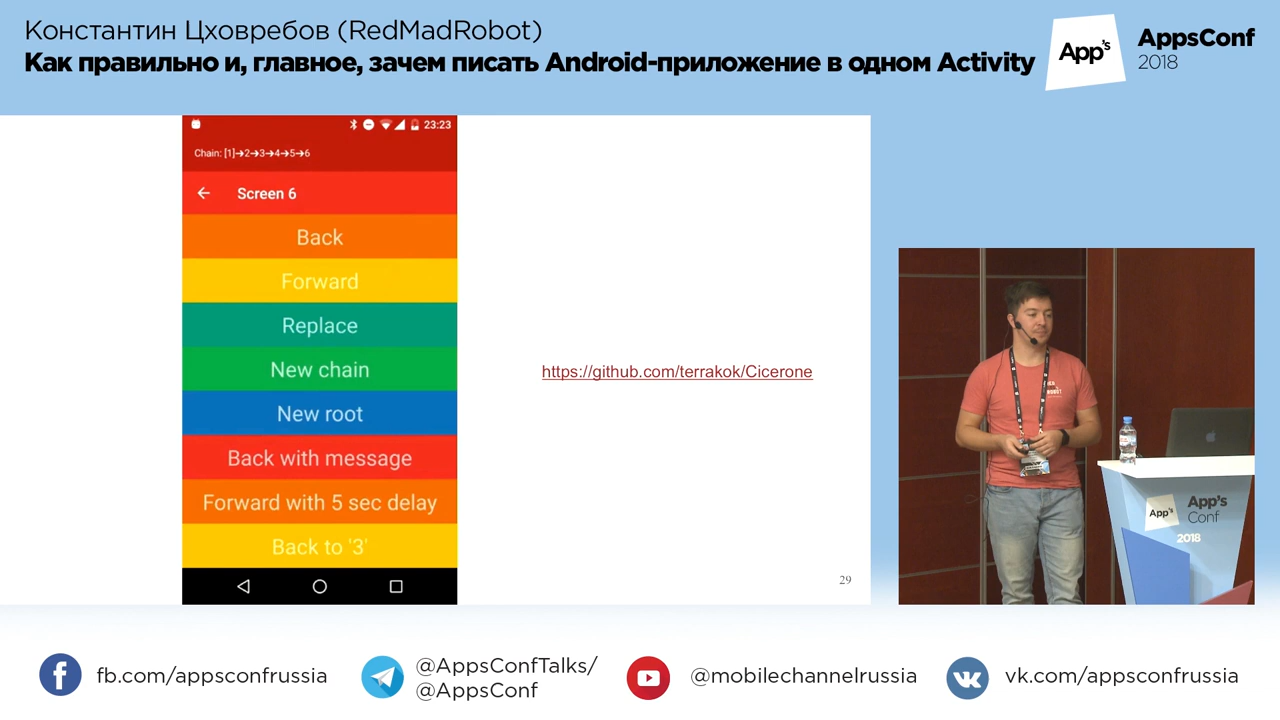 Константин Цховребов (RedMadRobot)
Как правильно и, главное, зачем писать Android-приложение в одном Activity
App's
AppsConf
2018
23:23
Chain: [1]➔2➔3➔4➔5➔6
Screen 6
Back
Forward
Replace
New chain
New root
Back with message
Forward with 5 sec delay
Back to '3'
https://github.com/terrakok/Cicerone
29
ROBOT
App's
App's
Conf
2018
fb.com/appsconfrussia
@AppsConfTalks/
@AppsConf
@mobilechannelrussia
vk.com/appsconfrussia